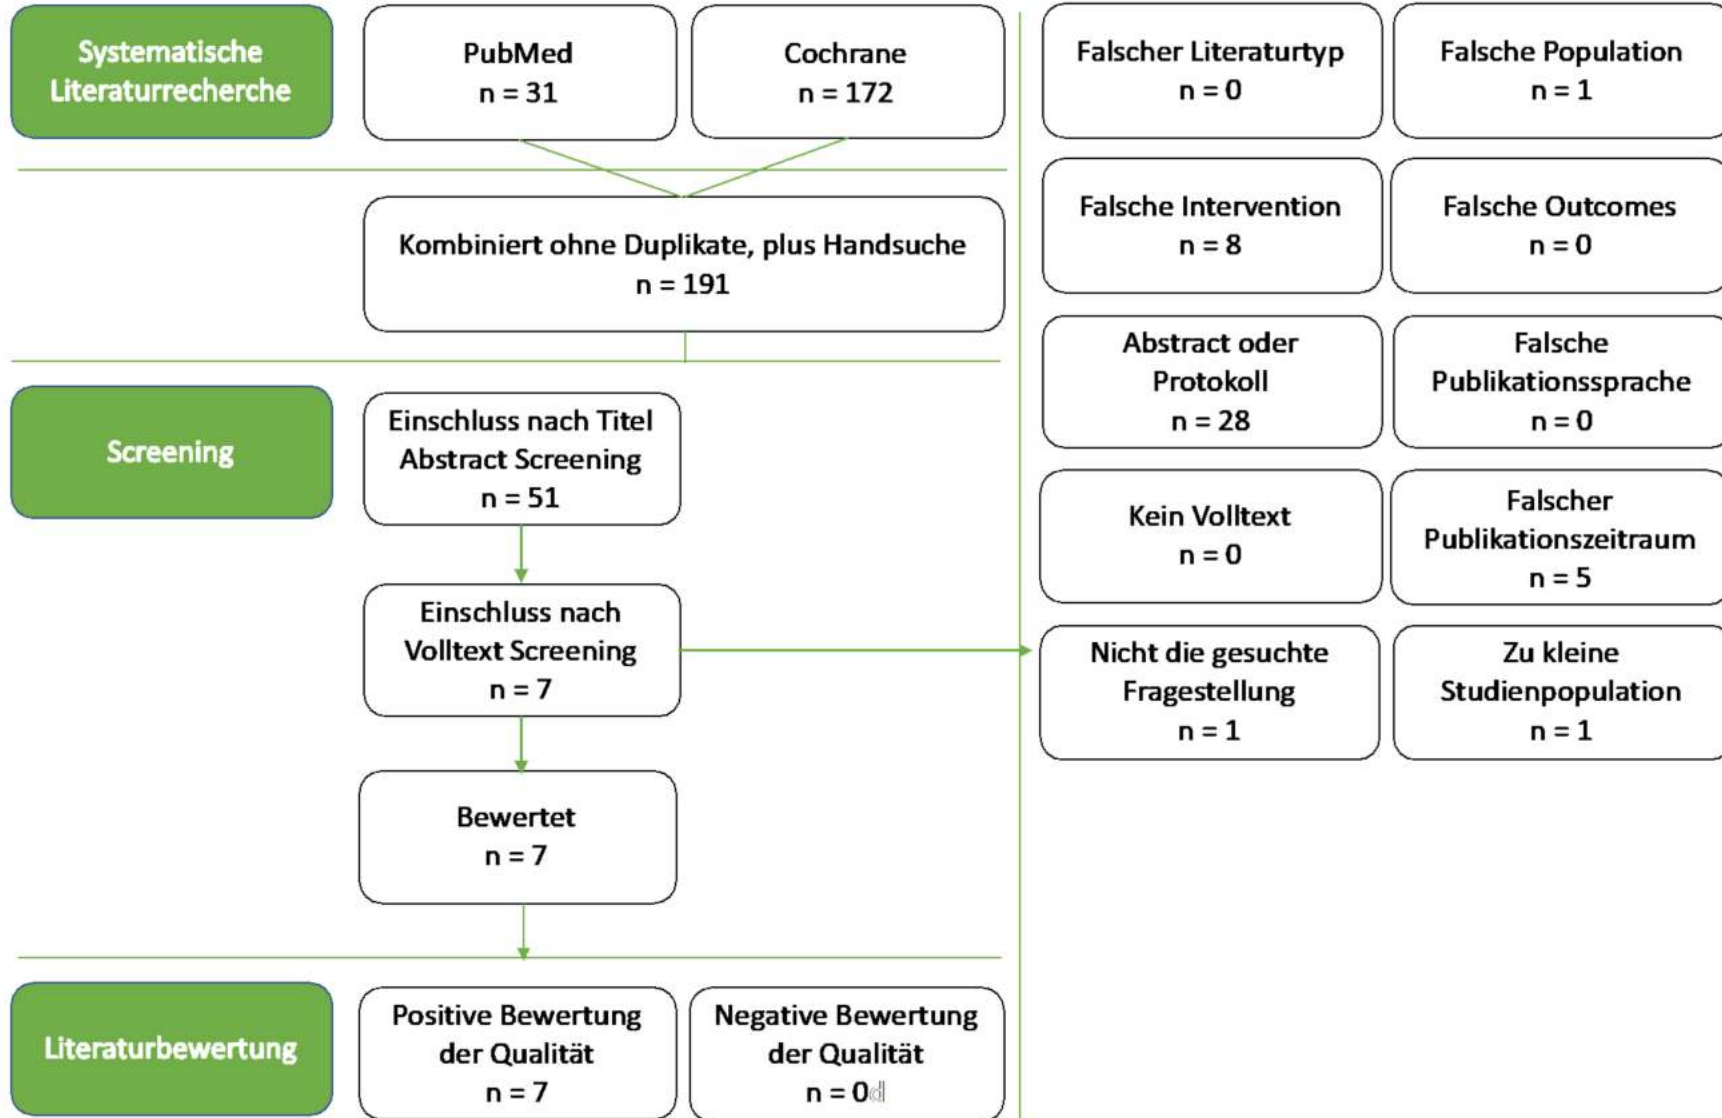 Systematische
Literaturrecherche
PubMed
n = 31
Cochrane
n = 172
Kombiniert ohne Duplikate, plus Handsuche
n = 191
Screening
Einschluss nach Titel
Abstract Screening
n = 51
Einschluss nach
Volltext Screening
n = 7
Bewertet
n = 7
Literaturbewertung
Positive Bewertung
der Qualität
n = 7
Negative Bewertung
der Qualität
n = 0d
Falscher Literaturtyp
n = 0
Falsche Population
n = 1
Falsche Intervention
n = 8
Falsche Outcomes
n = 0
Abstract oder
Protokoll
n = 28
Falsche
Publikationssprache
n = 0
Kein Volltext
n = 0
Falscher
Publikationszeitraum
n = 5
Nicht die gesuchte
Fragestellung
n = 1
Zu kleine
Studienpopulation
n = 1